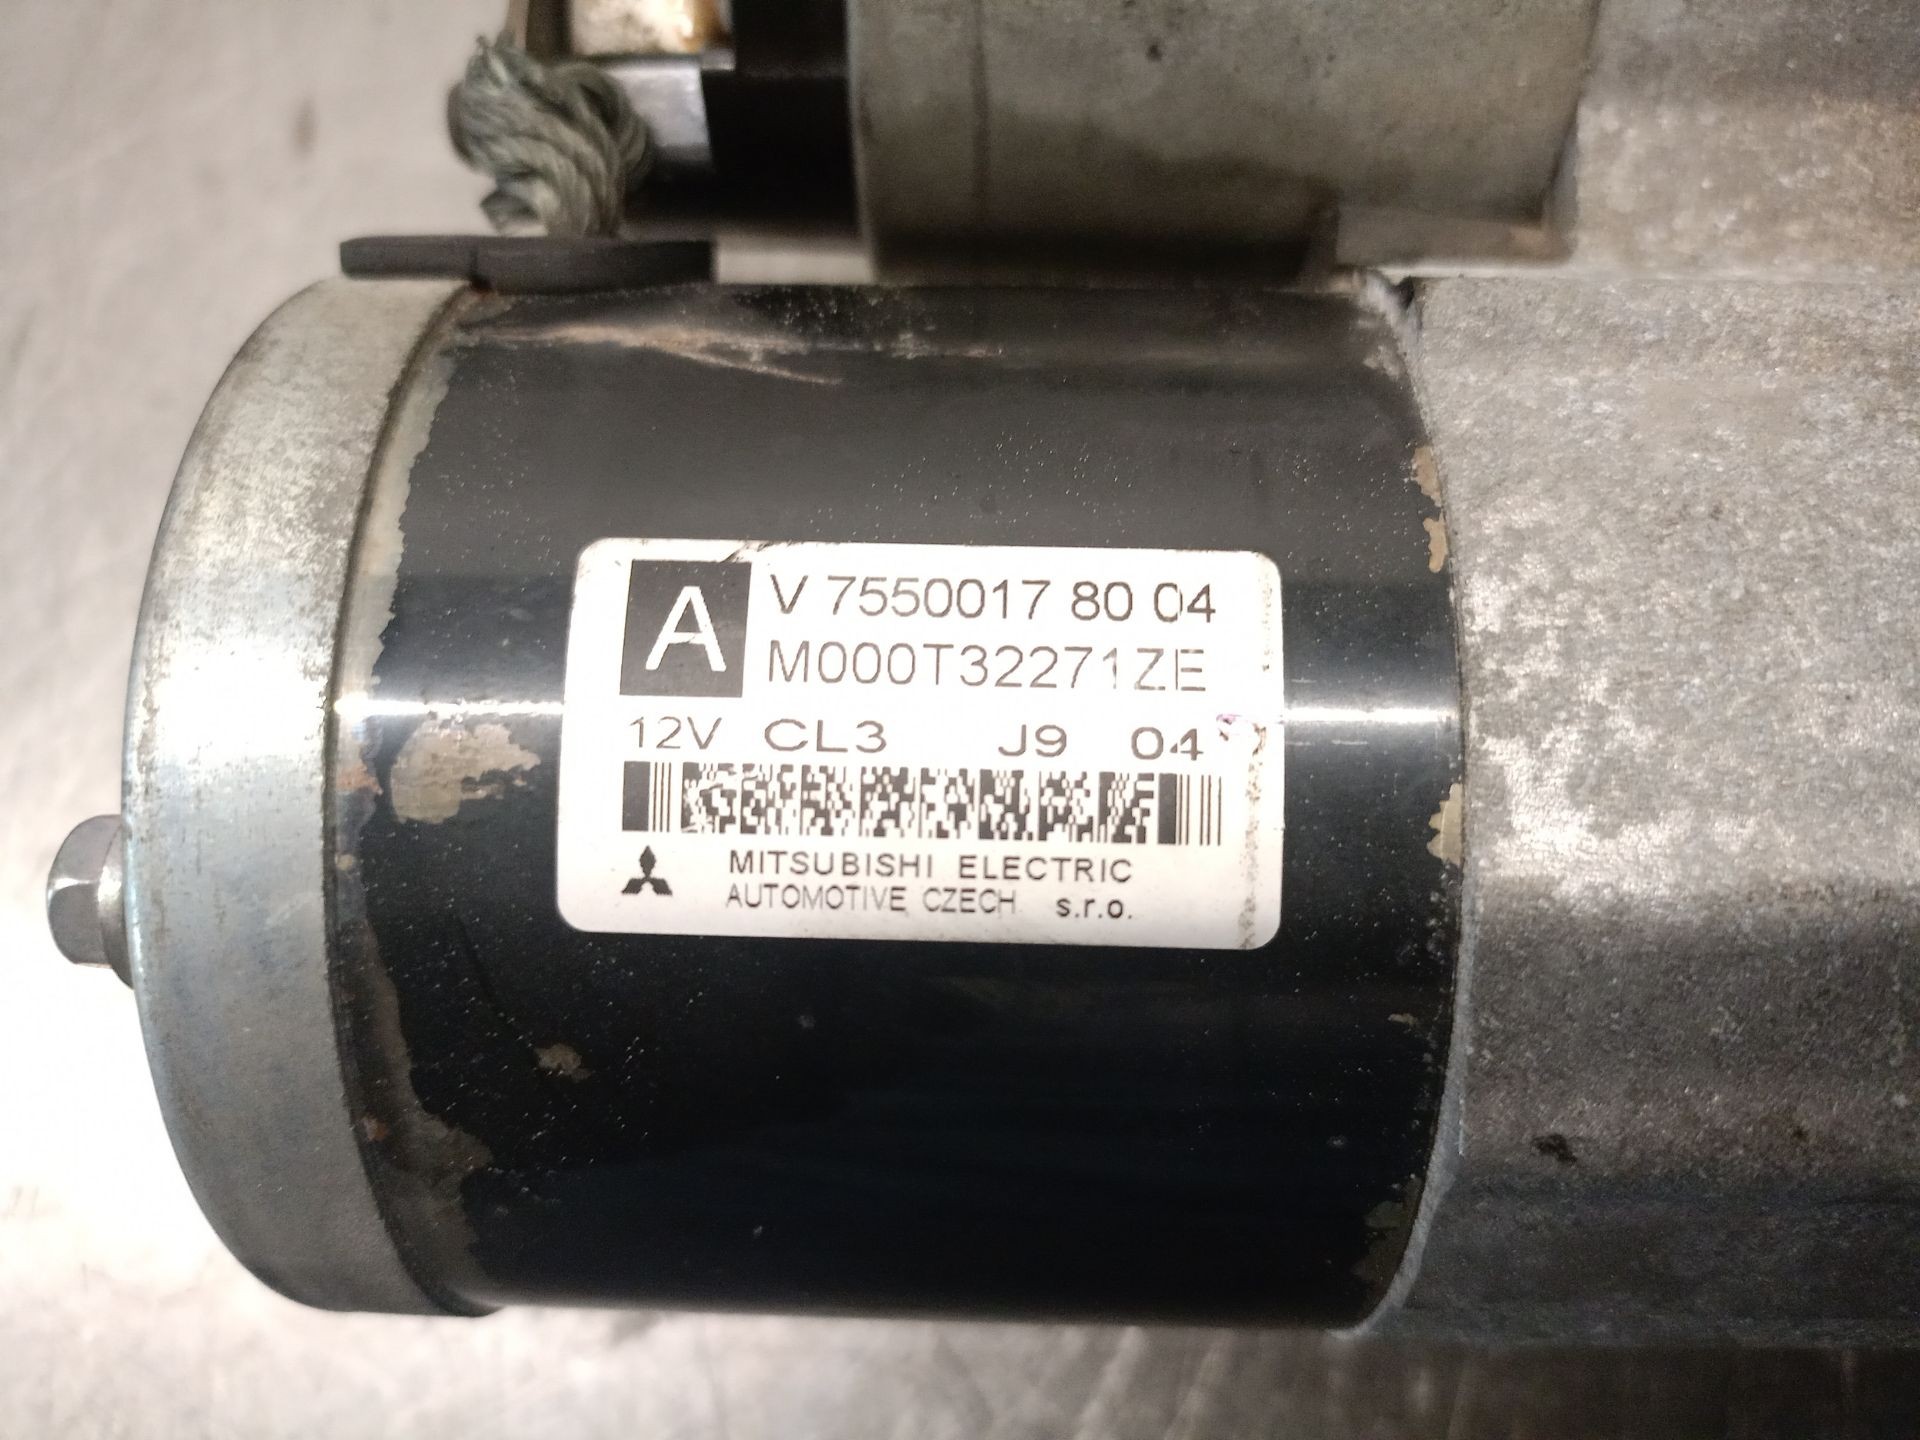 A V 7550017 80 04
M000T32271ZE
12V CL3 J9 04
MITSUBISHI ELECTRIC
AUTOMOTIVE CZECH s.r.o.